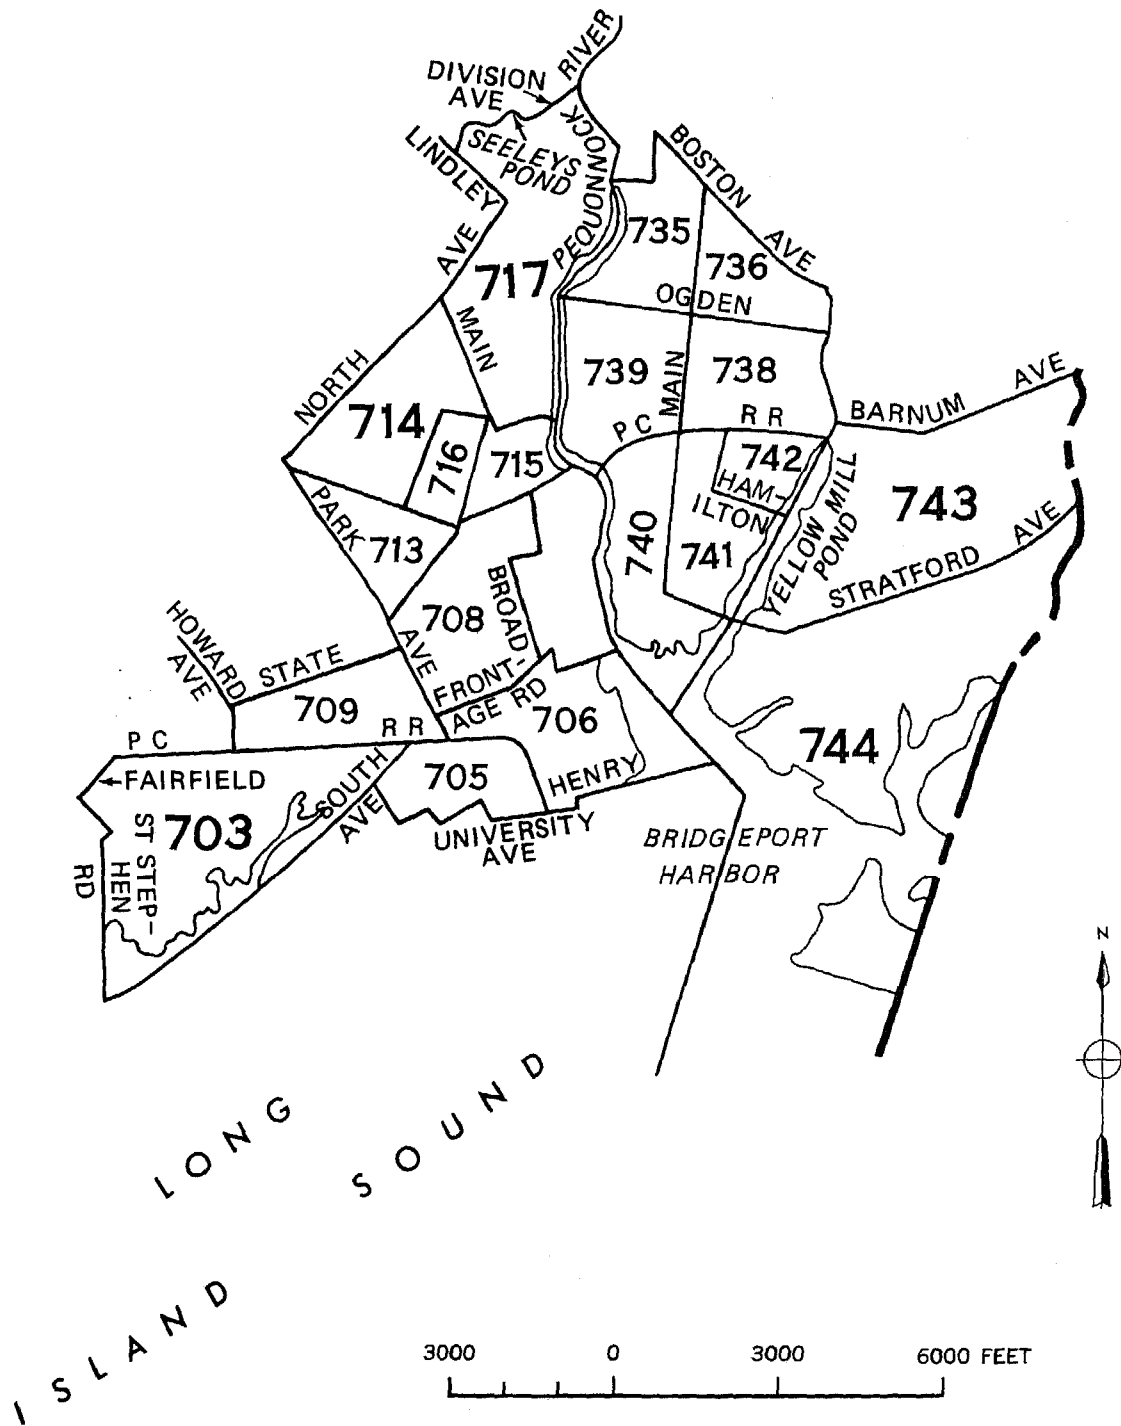 RIVER
DIVISION
AVE
SEELEYS
POND
LINDLEY
AVE
PEQUONNOCK
BOSTON
AVE
735
736
717
OGDEN
MAIN
NORTH
739
MAIN
738
BARNUM
AVE
714
716
715
P C
R R
742
HAM-
ILTON
743
PARK
713
740
741
YELLOW MILL
POND
STRATFORD
AVE
HOWARD
AVE
STATE
708
AVE
BROAD-
FRONT-
AGE RD
709
706
P C
R R
744
FAIRFIELD
SOUTH
AVE
705
HENRY
703
ST STEP-
HEN
RD
UNIVERSITY
AVE
BRIDGEPORT
HARBOR
N
LONG
ISLAND
SOUND
3000 0 3000 6000 FEET